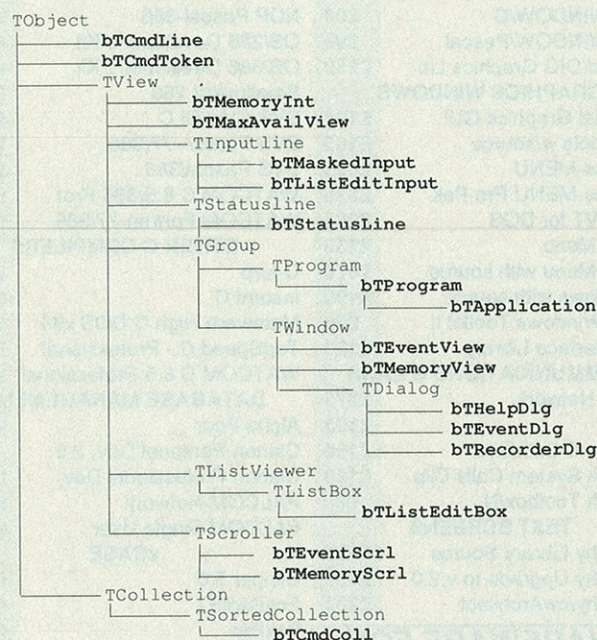 TObject
bTCmdLine
bTCmdToken
TView
bTMemoryInt
bTMaxAvailView
TInputline
bTMaskedInput
bTListEditInput
TStatusline
bTStatusLine
TGroup
TProgram
bTProgram
bTApplication
TWindow
bTEventView
bTMemoryView
TDialog
bTHelpDlg
bTEventDlg
bTRecorderDlg
TListViewer
TListBox
bTListEditBox
TScroller
bTEventScrl
bTMemoryScrl
TCollection
TSortedCollection
bTCmdColl